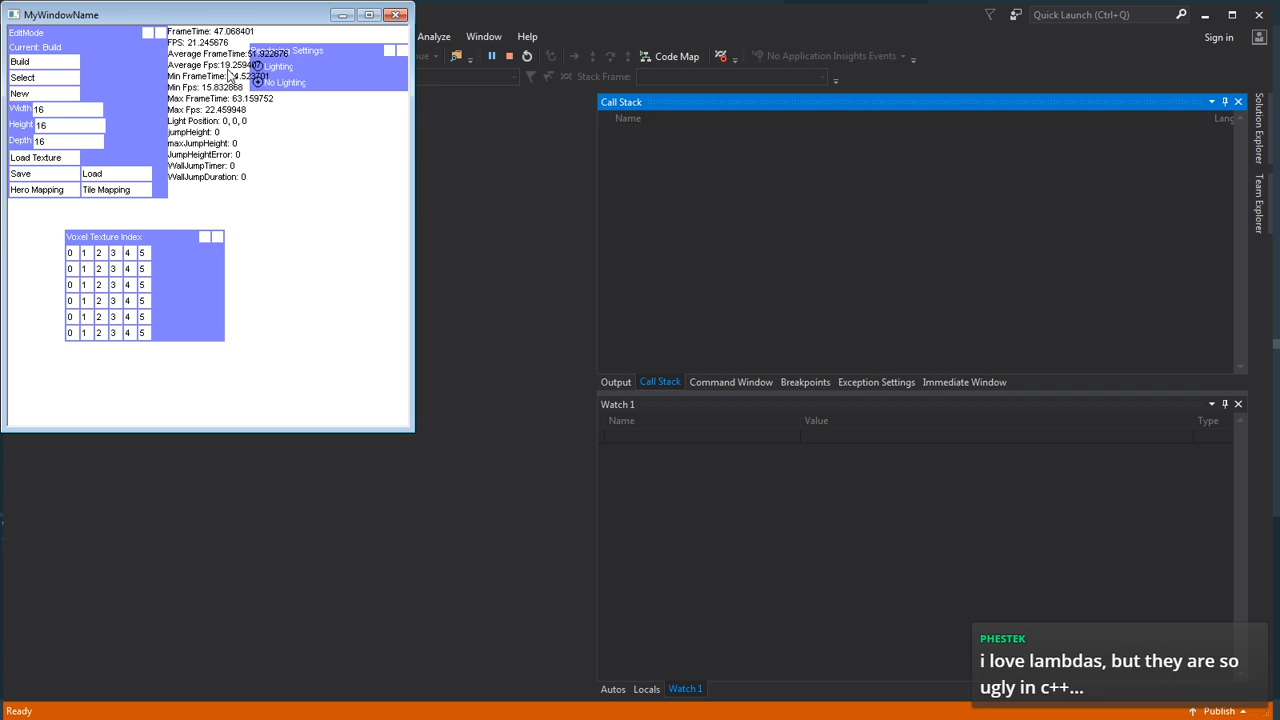 MyWindowName
EditMode
Current: Build
Build
Select
New
Width 16
Height 16
Depth 16
Load Texture
Save Load
Hero Mapping Tile Mapping
FrameTime: 47.068401
FPS: 21.245676
Average FrameTime:51.922676
Average Fps:19.259407
Min FrameTime:
Min Fps: 15.832868
Max FrameTime: 63.159752
Max Fps: 22.459948
Light Position: 0, 0, 0
jumpHeight: 0
maxJumpHeight: 0
JumpHeightError: 0
WallJumpTimer: 0
WallJumpDuration: 0
Settings
Lighting
No Lighting
Voxel Texture Index
0 1 2 3 4 5
0 1 2 3 4 5
0 1 2 3 4 5
0 1 2 3 4 5
0 1 2 3 4 5
0 1 2 3 4 5
Quick Launch (Ctrl+Q)
Analyze Window Help
Sign in
Code Map
No Application Insights Events
Stack Frame:
Call Stack
Name Lang
Output Call Stack Command Window Breakpoints Exception Settings Immediate Window
Watch 1
Name Value Type
Autos Locals Watch 1
Solution Explorer
Team Explorer
PHESTEK
i love lambdas, but they are so
ugly in c++...
Ready
Publish